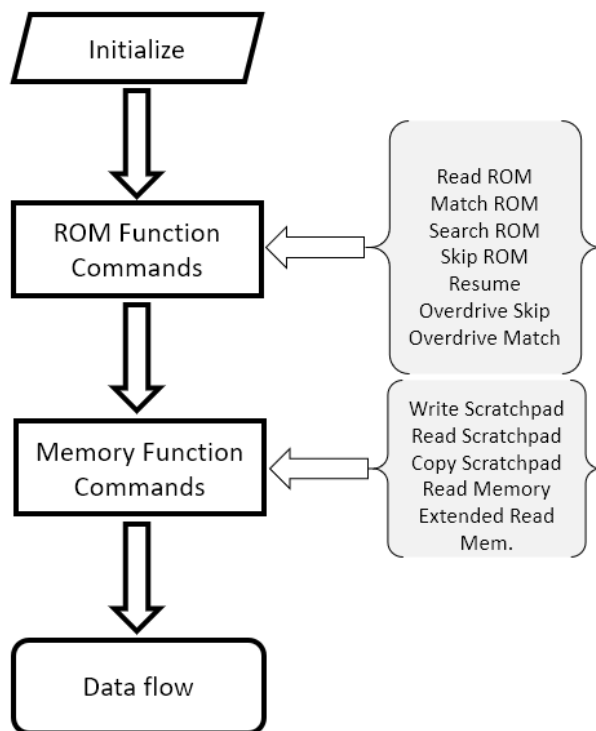 Initialize
ROM Function
Commands
Read ROM
Match ROM
Search ROM
Skip ROM
Resume
Overdrive Skip
Overdrive Match
Memory Function
Commands
Write Scratchpad
Read Scratchpad
Copy Scratchpad
Read Memory
Extended Read
Mem.
Data flow